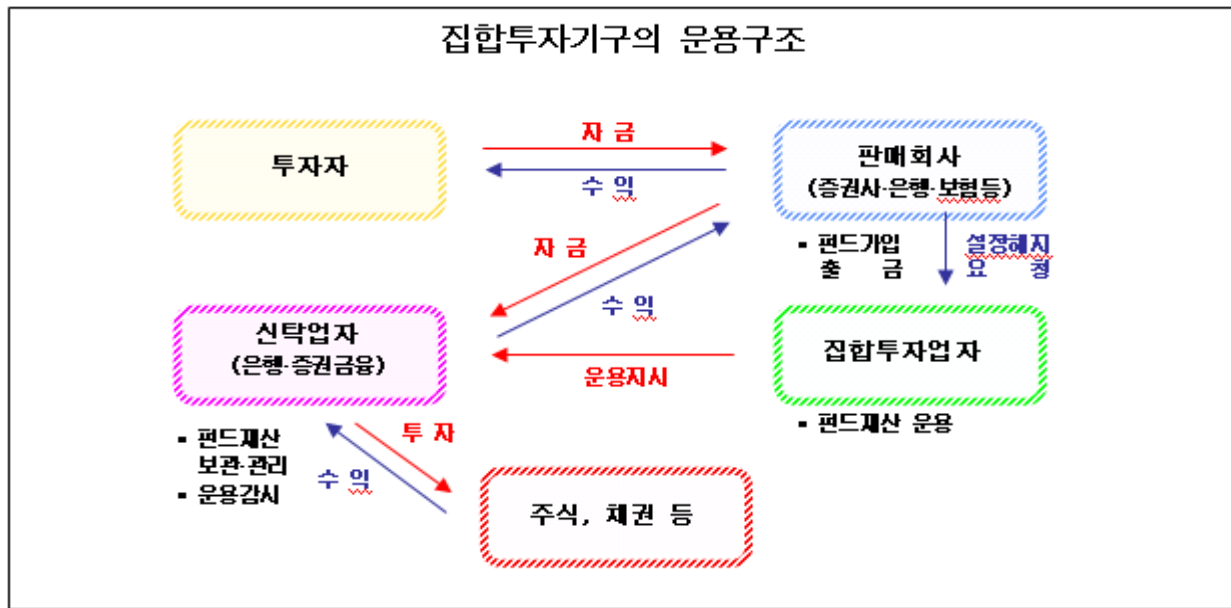 집합투자기구의 운용구조
투자자
자 금
수 익
판매회사
(증권사·은행·보험등)
자 금
수 익
▪ 펀드가입
출 금
설정해지
요 청
신탁업자
(은행·증권금융)
운용지시
집합투자업자
▪ 펀드재산
보관·관리
▪ 운용감시
투 자
수 익
▪ 펀드재산 운용
주식, 채권 등